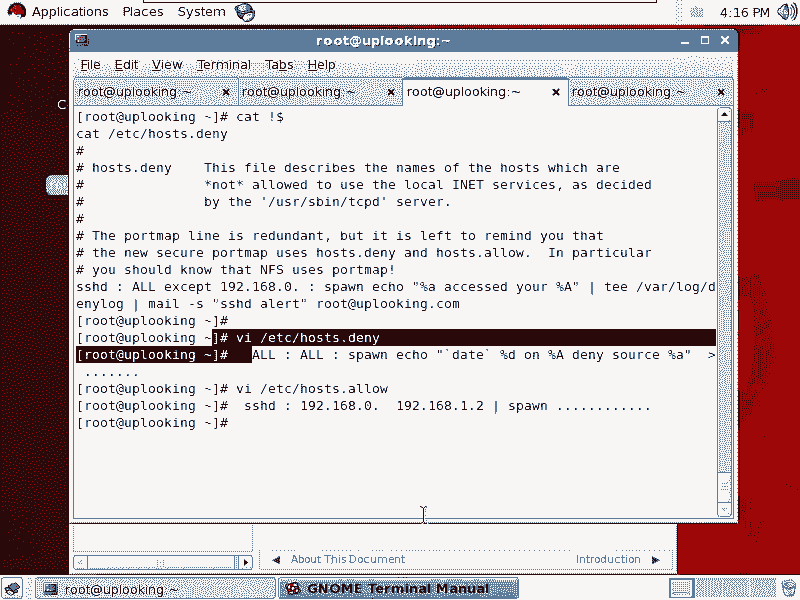 Applications Places System 4:16 PM
root@uplooking:~
File Edit View Terminal Tabs Help
root@uplooking:~ root@uplooking:~ root@uplooking:~ root@uplooking:~
[root@uplooking ~]# cat !$
cat /etc/hosts.deny
#
# hosts.deny    This file describes the names of the hosts which are
#               *not* allowed to use the local INET services, as decided
#               by the '/usr/sbin/tcpd' server.
#
# The portmap line is redundant, but it is left to remind you that
# the new secure portmap uses hosts.deny and hosts.allow.  In particular
# you should know that NFS uses portmap!
sshd : ALL except 192.168.0. : spawn echo "%a accessed your %A" | tee /var/log/d
enylog | mail -s "sshd alert" root@uplooking.com
[root@uplooking ~]#
[root@uplooking ~]# vi /etc/hosts.deny
[root@uplooking ~]#   ALL : ALL : spawn echo "`date` %d on %A deny source %a"  >
 .......
[root@uplooking ~]# vi /etc/hosts.allow
[root@uplooking ~]#  sshd : 192.168.0.  192.168.1.2 | spawn ............
[root@uplooking ~]#
About This Document Introduction
root@uplooking:~ GNOME Terminal Manual